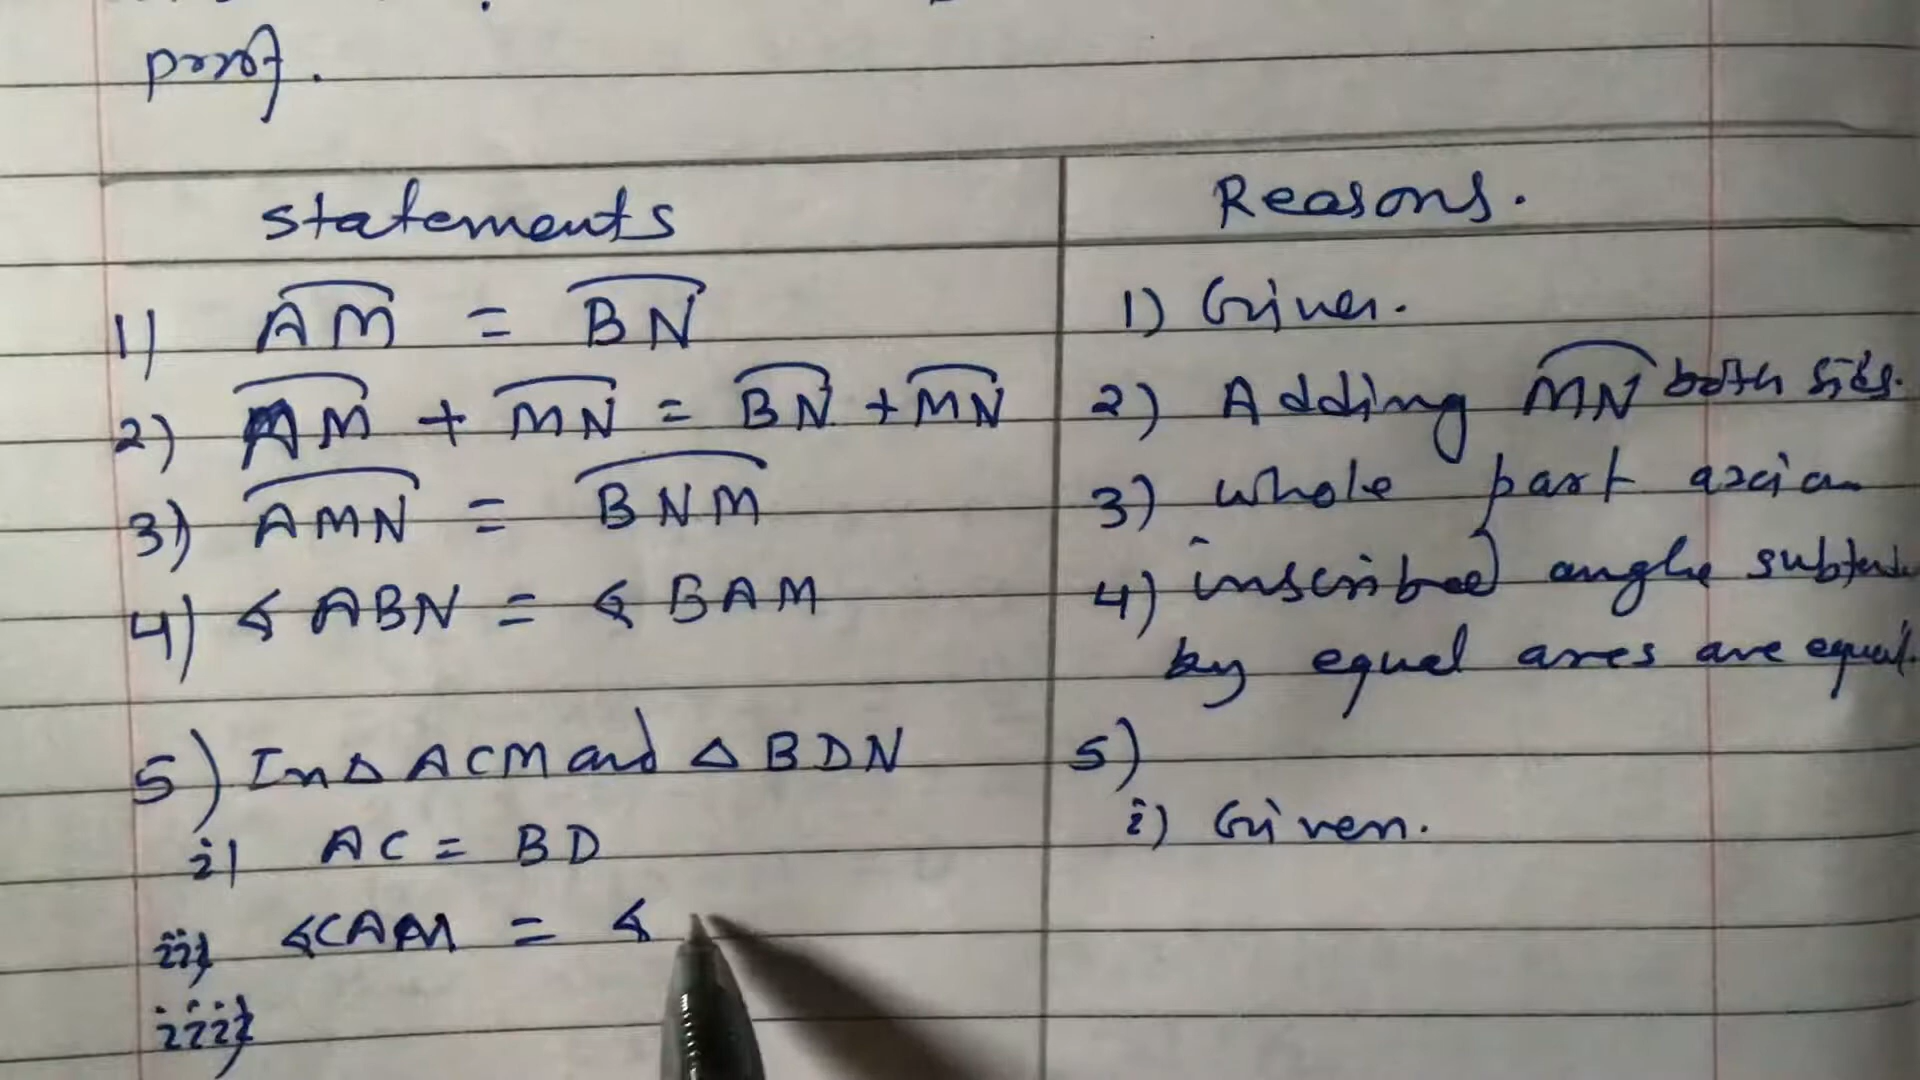 proof.
statements
Reasons.
1) AM = BN
1) Given.
2) AM + MN = BN + MN
2) Adding MN both sides.
3) AMN = BNM
3) whole part axiom
4) ∢ ABN = ∢ BAM
4) inscribed angle
by equal arcs are equal.
5) In △ ACM and △ BDN
5)
i) AC = BD
i) Given.
ii) ∢CAM = ∢
iii)